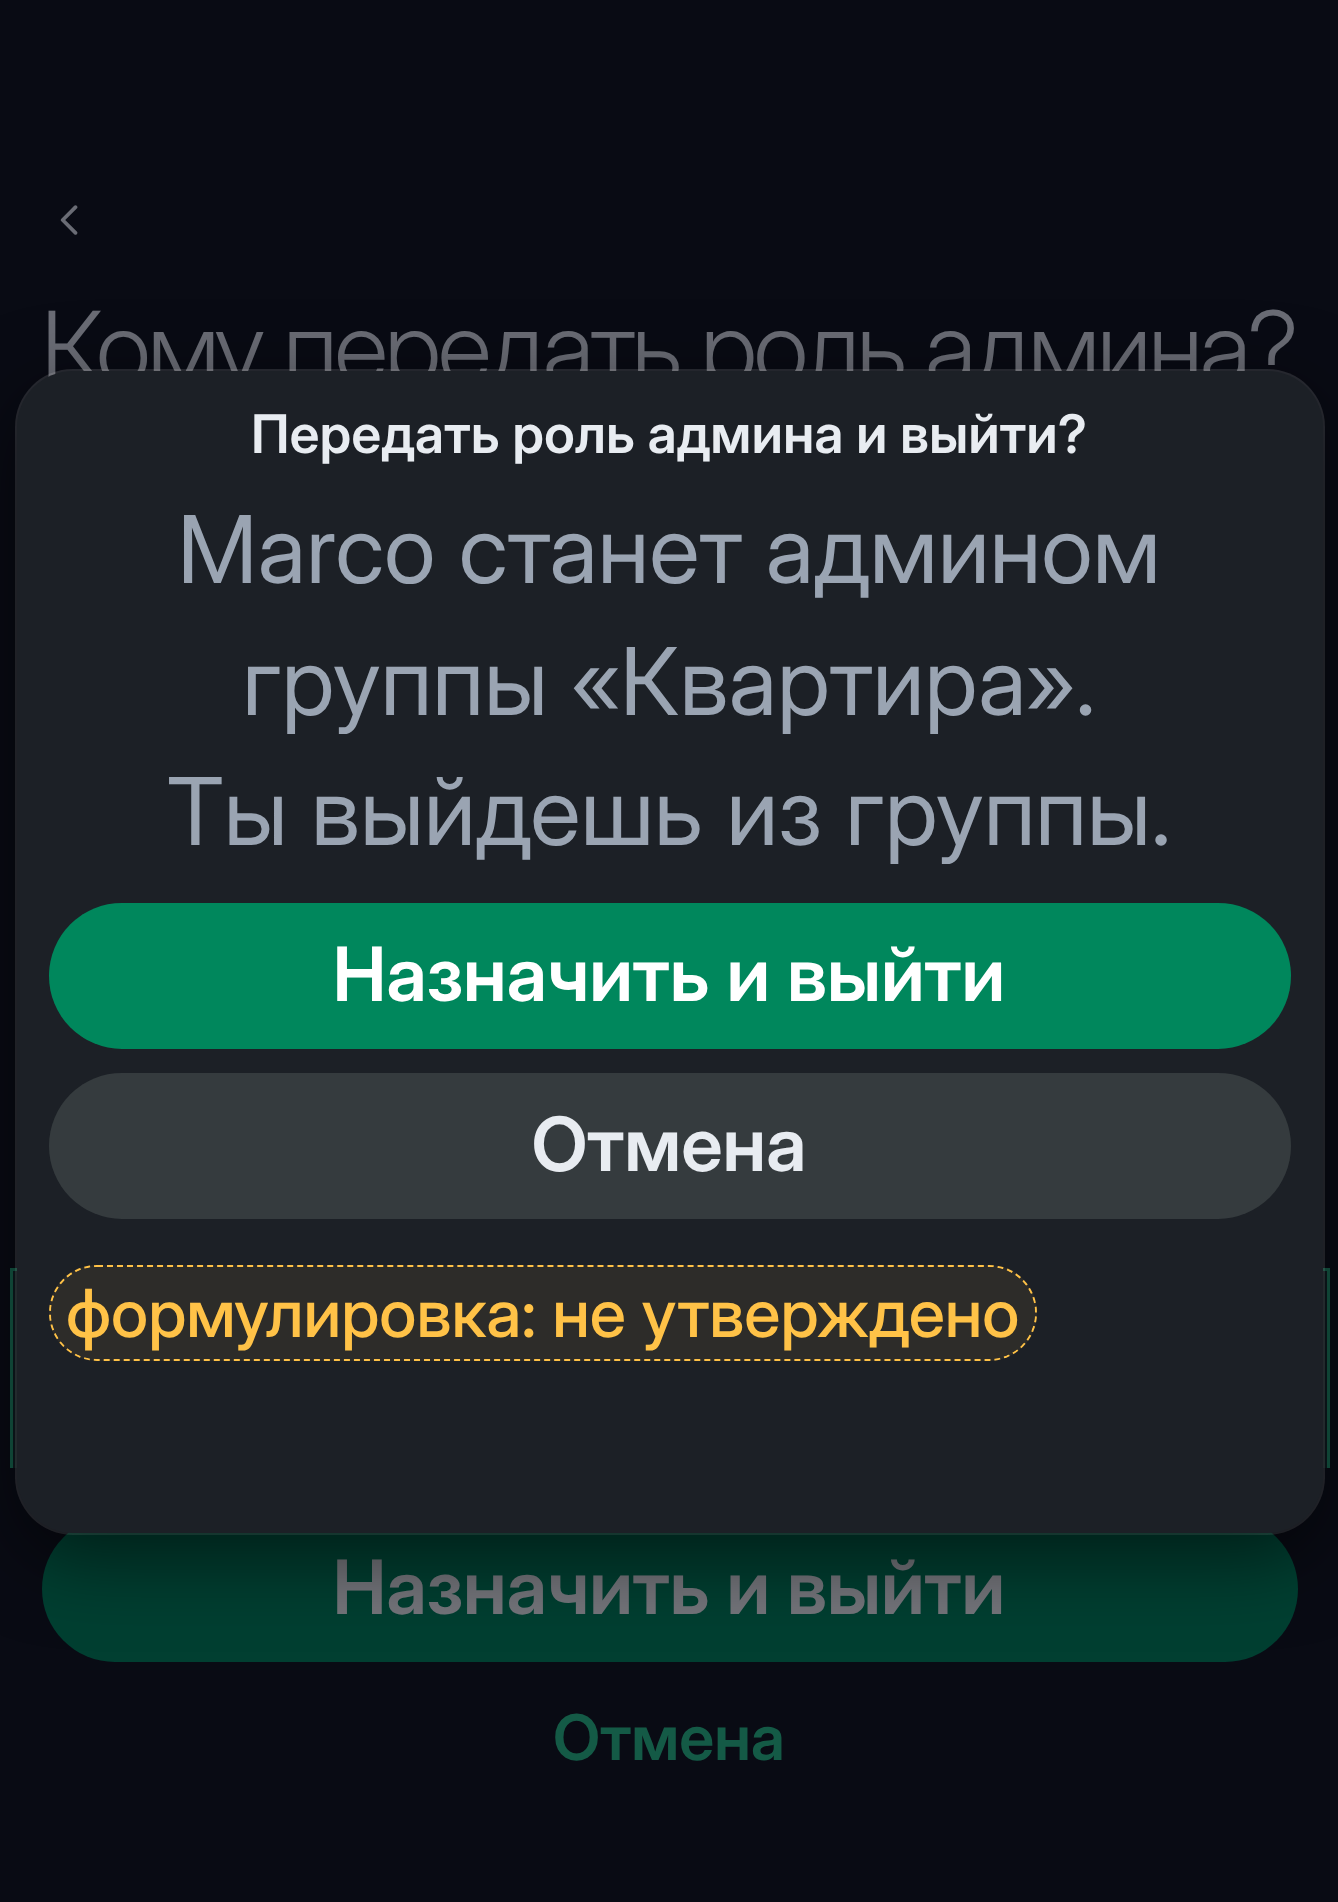 Кому передать роль админа?
Передать роль админа и выйти?
Marco станет админом
группы «Квартира».
Ты выйдешь из группы.
Назначить и выйти
Отмена
формулировка: не утверждено
Назначить и выйти
Отмена